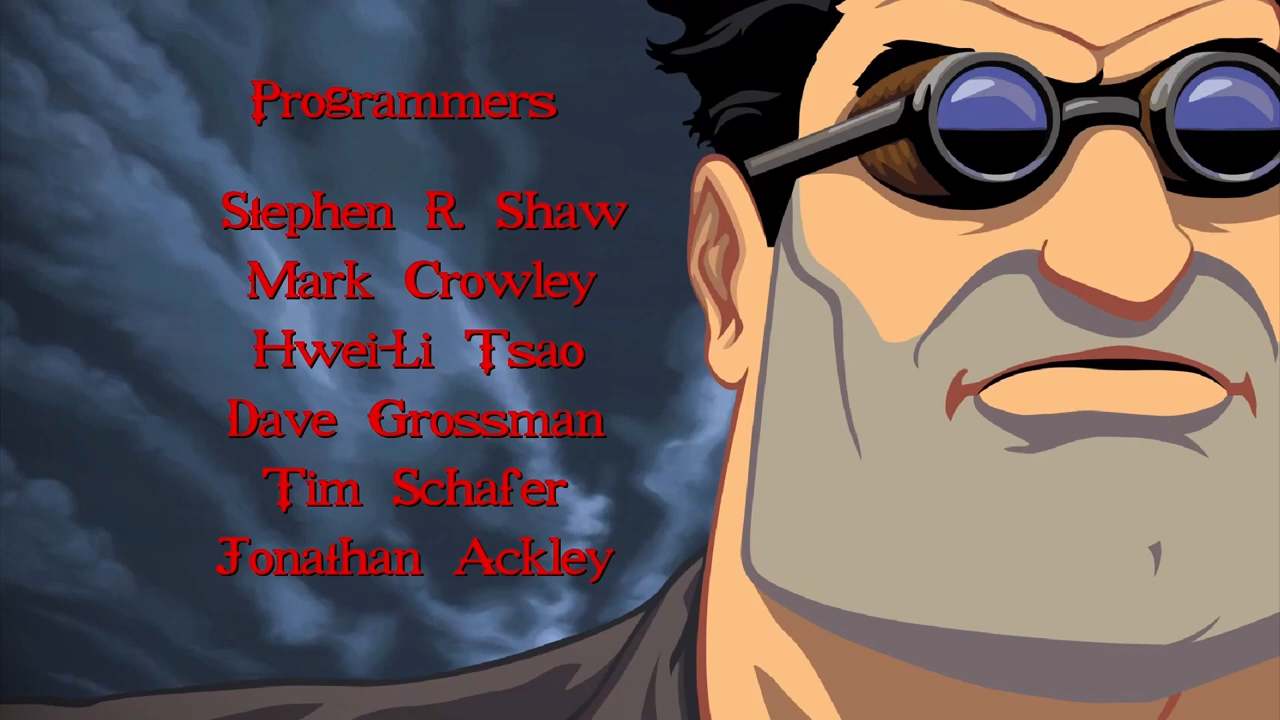 Programmers
Stephen R. Shaw
Mark Crowley
Hwei-Li Tsao
Dave Grossman
Tim Schafer
Jonathan Ackley